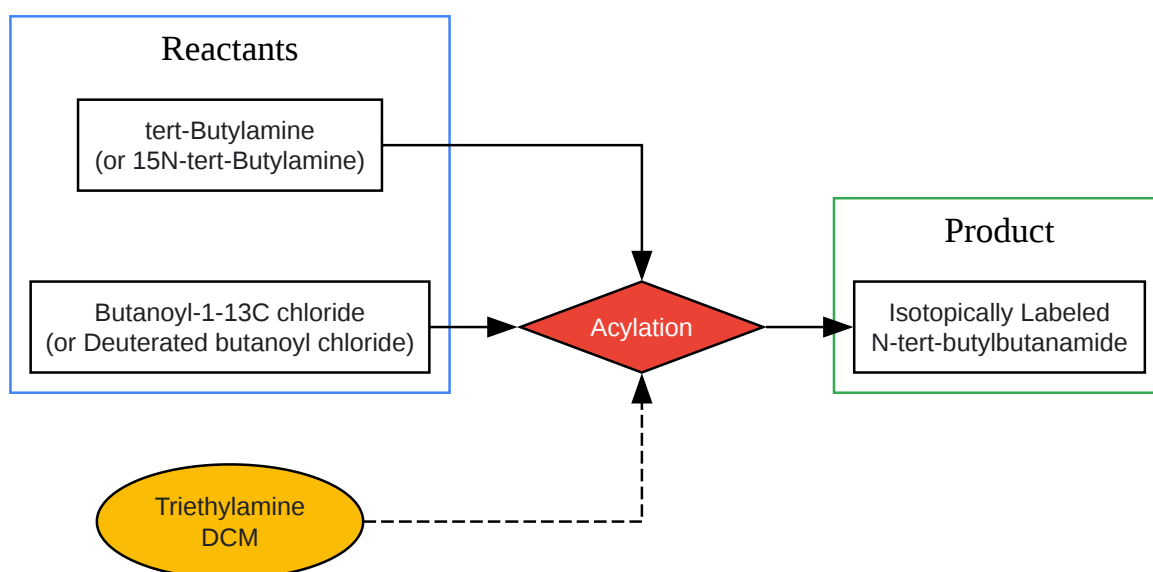 Reactants
tert-Butylamine
(or 15N-tert-Butylamine)
Butanoyl-1-13C chloride
(or Deuterated butanoyl chloride)
Triethylamine
DCM
Acylation
Product
Isotopically Labeled
N-tert-butylbutanamide